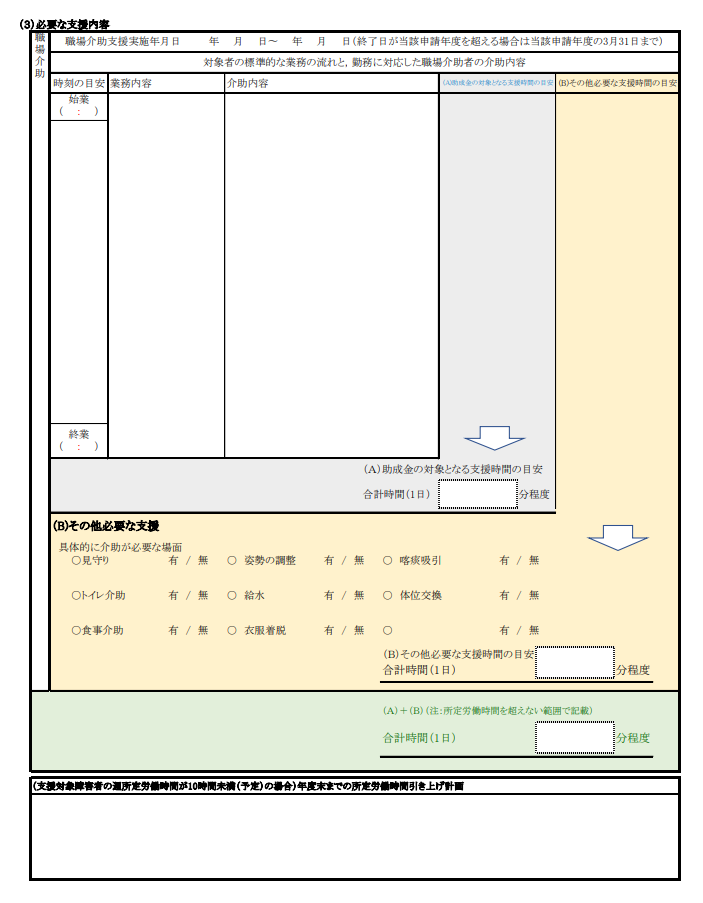 (3)必要な支援内容
職場介助
職場介助支援実施年月日　　年　月　日～　年　月　日(終了日が当該申請年度を超える場合は当該申請年度の3月31日まで)
対象者の標準的な業務の流れと，勤務に対応した職場介助者の介助内容
時刻の目安 業務内容 介助内容 (A)助成金の対象となる支援時間の目安 (B)その他必要な支援時間の目安
始業
(　:　)
終業
(　:　)
(A)助成金の対象となる支援時間の目安
合計時間(1日)　分程度
(B)その他必要な支援
具体的に介助が必要な場面
〇見守り　有 / 無　〇 姿勢の調整　有 / 無　〇 喀痰吸引　有 / 無
〇トイレ介助　有 / 無　〇 給水　有 / 無　〇 体位交換　有 / 無
〇食事介助　有 / 無　〇 衣服着脱　有 / 無　〇　有 / 無
(B)その他必要な支援時間の目安
合計時間(1日)　分程度
(A)+(B)(注:所定労働時間を超えない範囲で記載)
合計時間(1日)　分程度
(支援対象障害者の週所定労働時間が10時間未満(予定)の場合)年度末までの所定労働時間引き上げ計画